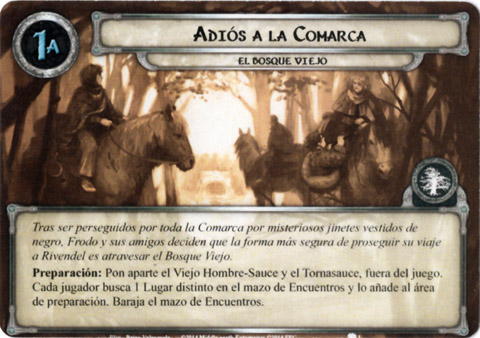 1A
ADIÓS A LA COMARCA
EL BOSQUE VIEJO
Tras ser perseguidos por toda la Comarca por misteriosos jinetes vestidos de
negro, Frodo y sus amigos deciden que la forma más segura de proseguir su viaje
a Rivendel es atravesar el Bosque Viejo.
Preparación: Pon aparte el Viejo Hombre-Sauce y el Tornasauce, fuera del juego.
Cada jugador busca 1 Lugar distinto en el mazo de Encuentros y lo añade al área
de preparación. Baraja el mazo de Encuentros.